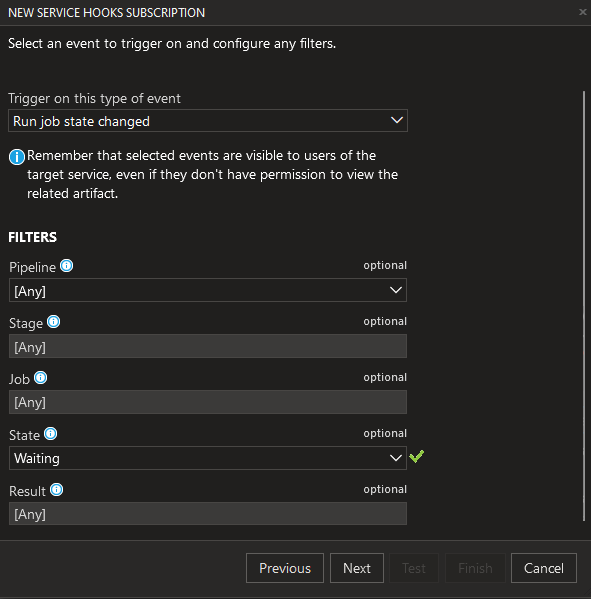 NEW SERVICE HOOKS SUBSCRIPTION
Select an event to trigger on and configure any filters.
Trigger on this type of event
Run job state changed
Remember that selected events are visible to users of the
target service, even if they don't have permission to view the
related artifact.
FILTERS
Pipeline optional
[Any]
Stage optional
[Any]
Job optional
[Any]
State optional
Waiting
Result optional
[Any]
Previous Next Test Finish Cancel